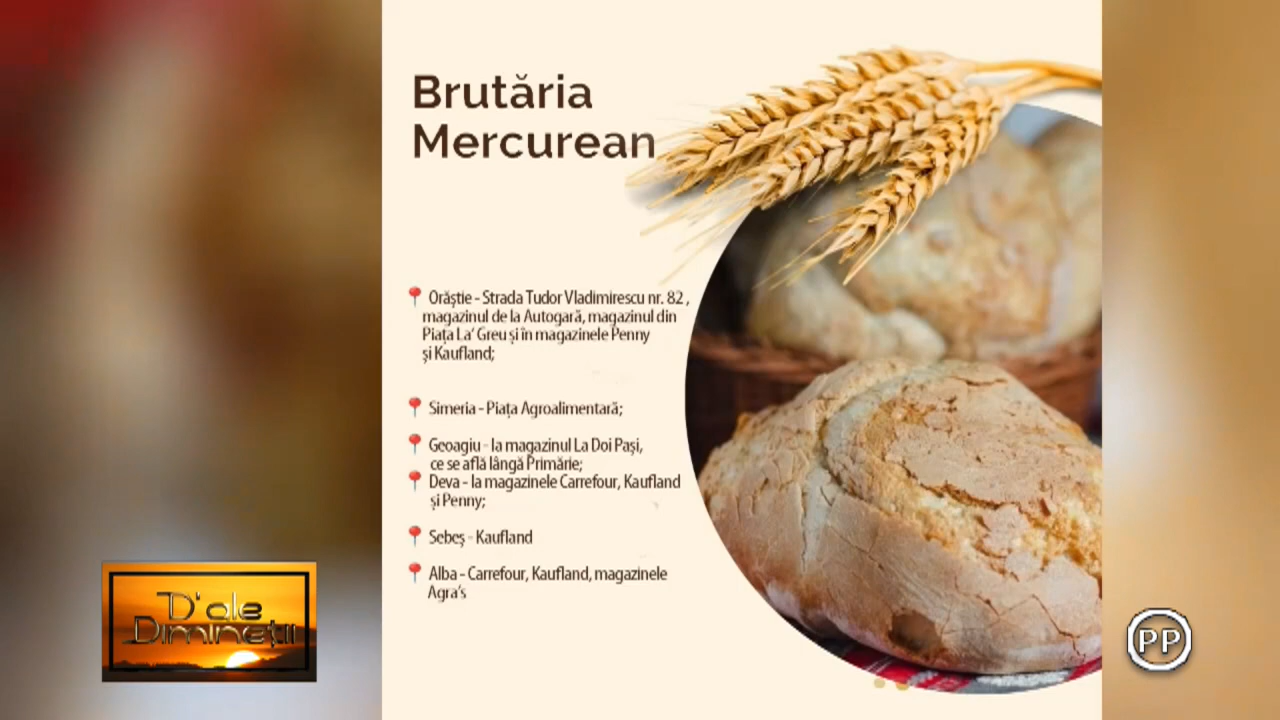 Brutăria
Mercurean
Orăștie - Strada Tudor Vladimirescu nr. 82 ,
magazinul de la Autogară, magazinul din
Piața La' Greu și în magazinele Penny
și Kaufland;
Simeria - Piața Agroalimentară;
Geoagiu - la magazinul La Doi Pași,
ce se află lângă Primărie;
Deva - la magazinele Carrefour, Kaufland
și Penny;
Sebeș - Kaufland
Alba - Carrefour, Kaufland, magazinele
Agra's
D'ale
Dimineții
PP